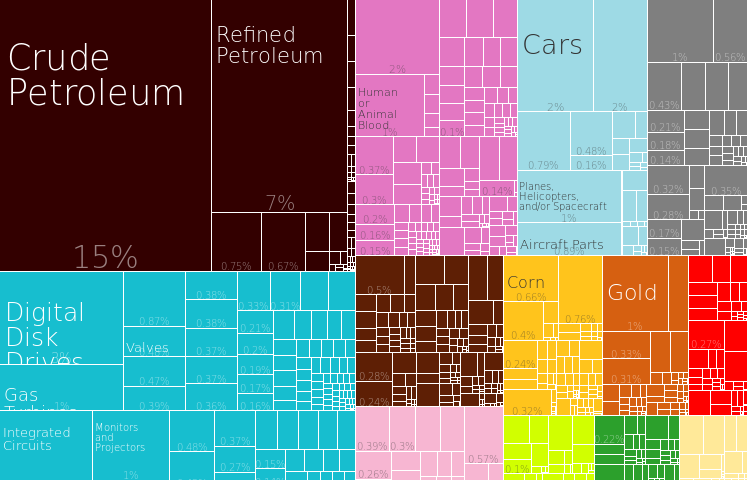 Crude
Petroleum
15%
Refined
Petroleum
7%
0.75%
0.67%
2%
Human
or
Animal
Blood
1%
0.1%
0.37%
0.3%
0.2%
0.16%
0.15%
0.14%
Cars
2%
2%
0.79%
0.48%
0.16%
Planes,
Helicopters,
and/or Spacecraft
1%
Aircraft Parts
0.89%
1%
0.56%
0.43%
0.21%
0.18%
0.14%
0.32%
0.35%
0.28%
0.17%
0.15%
Digital
Disk
Drives
2%
Gas
Turbines
1%
0.87%
Valves
0.47%
0.39%
0.38%
0.38%
0.37%
0.37%
0.36%
0.33%
0.31%
0.21%
0.2%
0.19%
0.17%
0.16%
Integrated
Circuits
Monitors
and
Projectors
1%
0.48%
0.37%
0.27%
0.15%
0.5%
0.28%
0.24%
Corn
0.66%
0.76%
0.4%
0.24%
0.32%
Gold
1%
0.33%
0.31%
0.27%
0.39%
0.3%
0.57%
0.26%
0.1%
0.22%